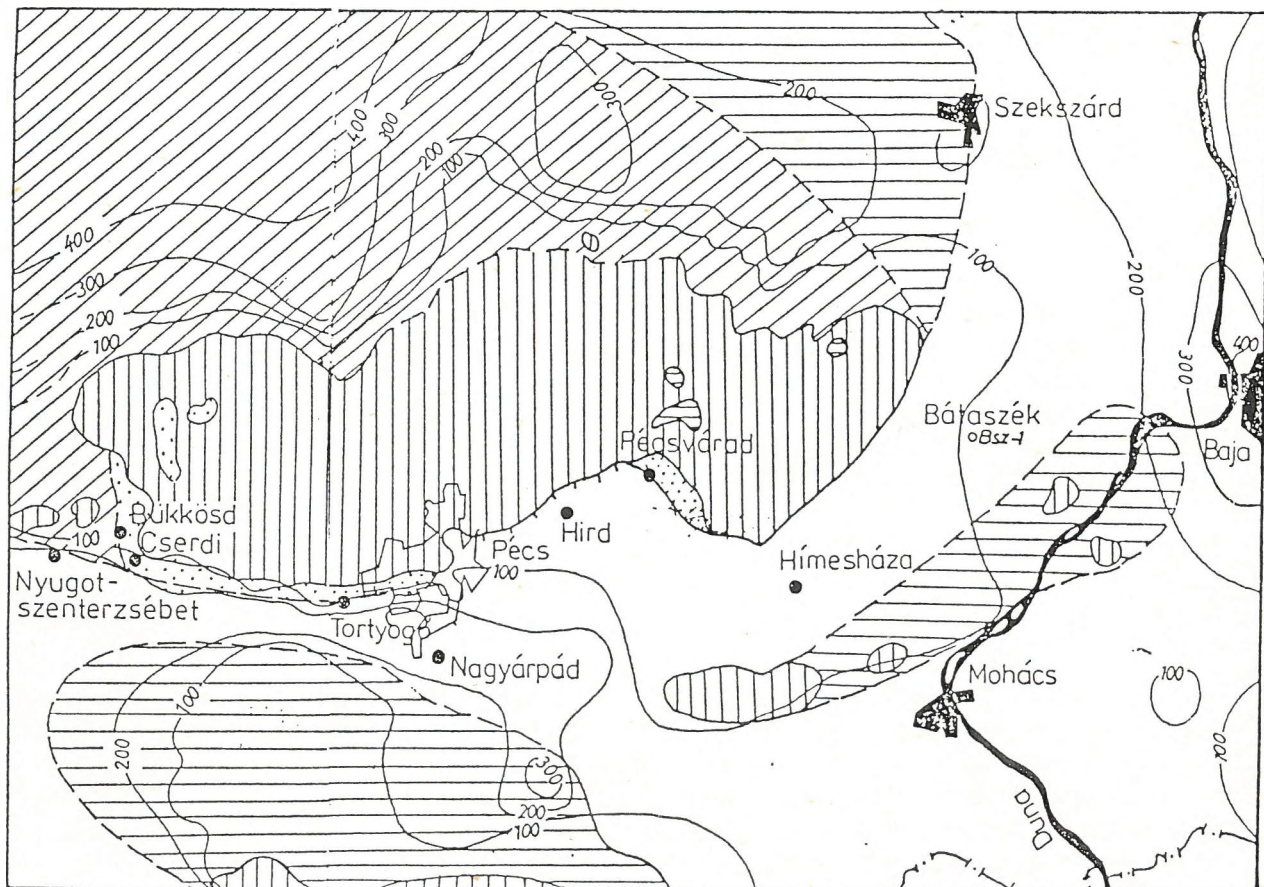 400
300
300
200
Szekszárd
200
100
400
100
200
300
200
100
400
300
Bátaszék
Bsz-1
Baja
Pécsvárad
Bükkösd
100
Cserdi
Hird
Pécs
100
Hímesháza
Nyugot-
szenterzsébet
Tortyogó
Nagyárpád
Mohács
100
100
200
300
200
100
100
Duna